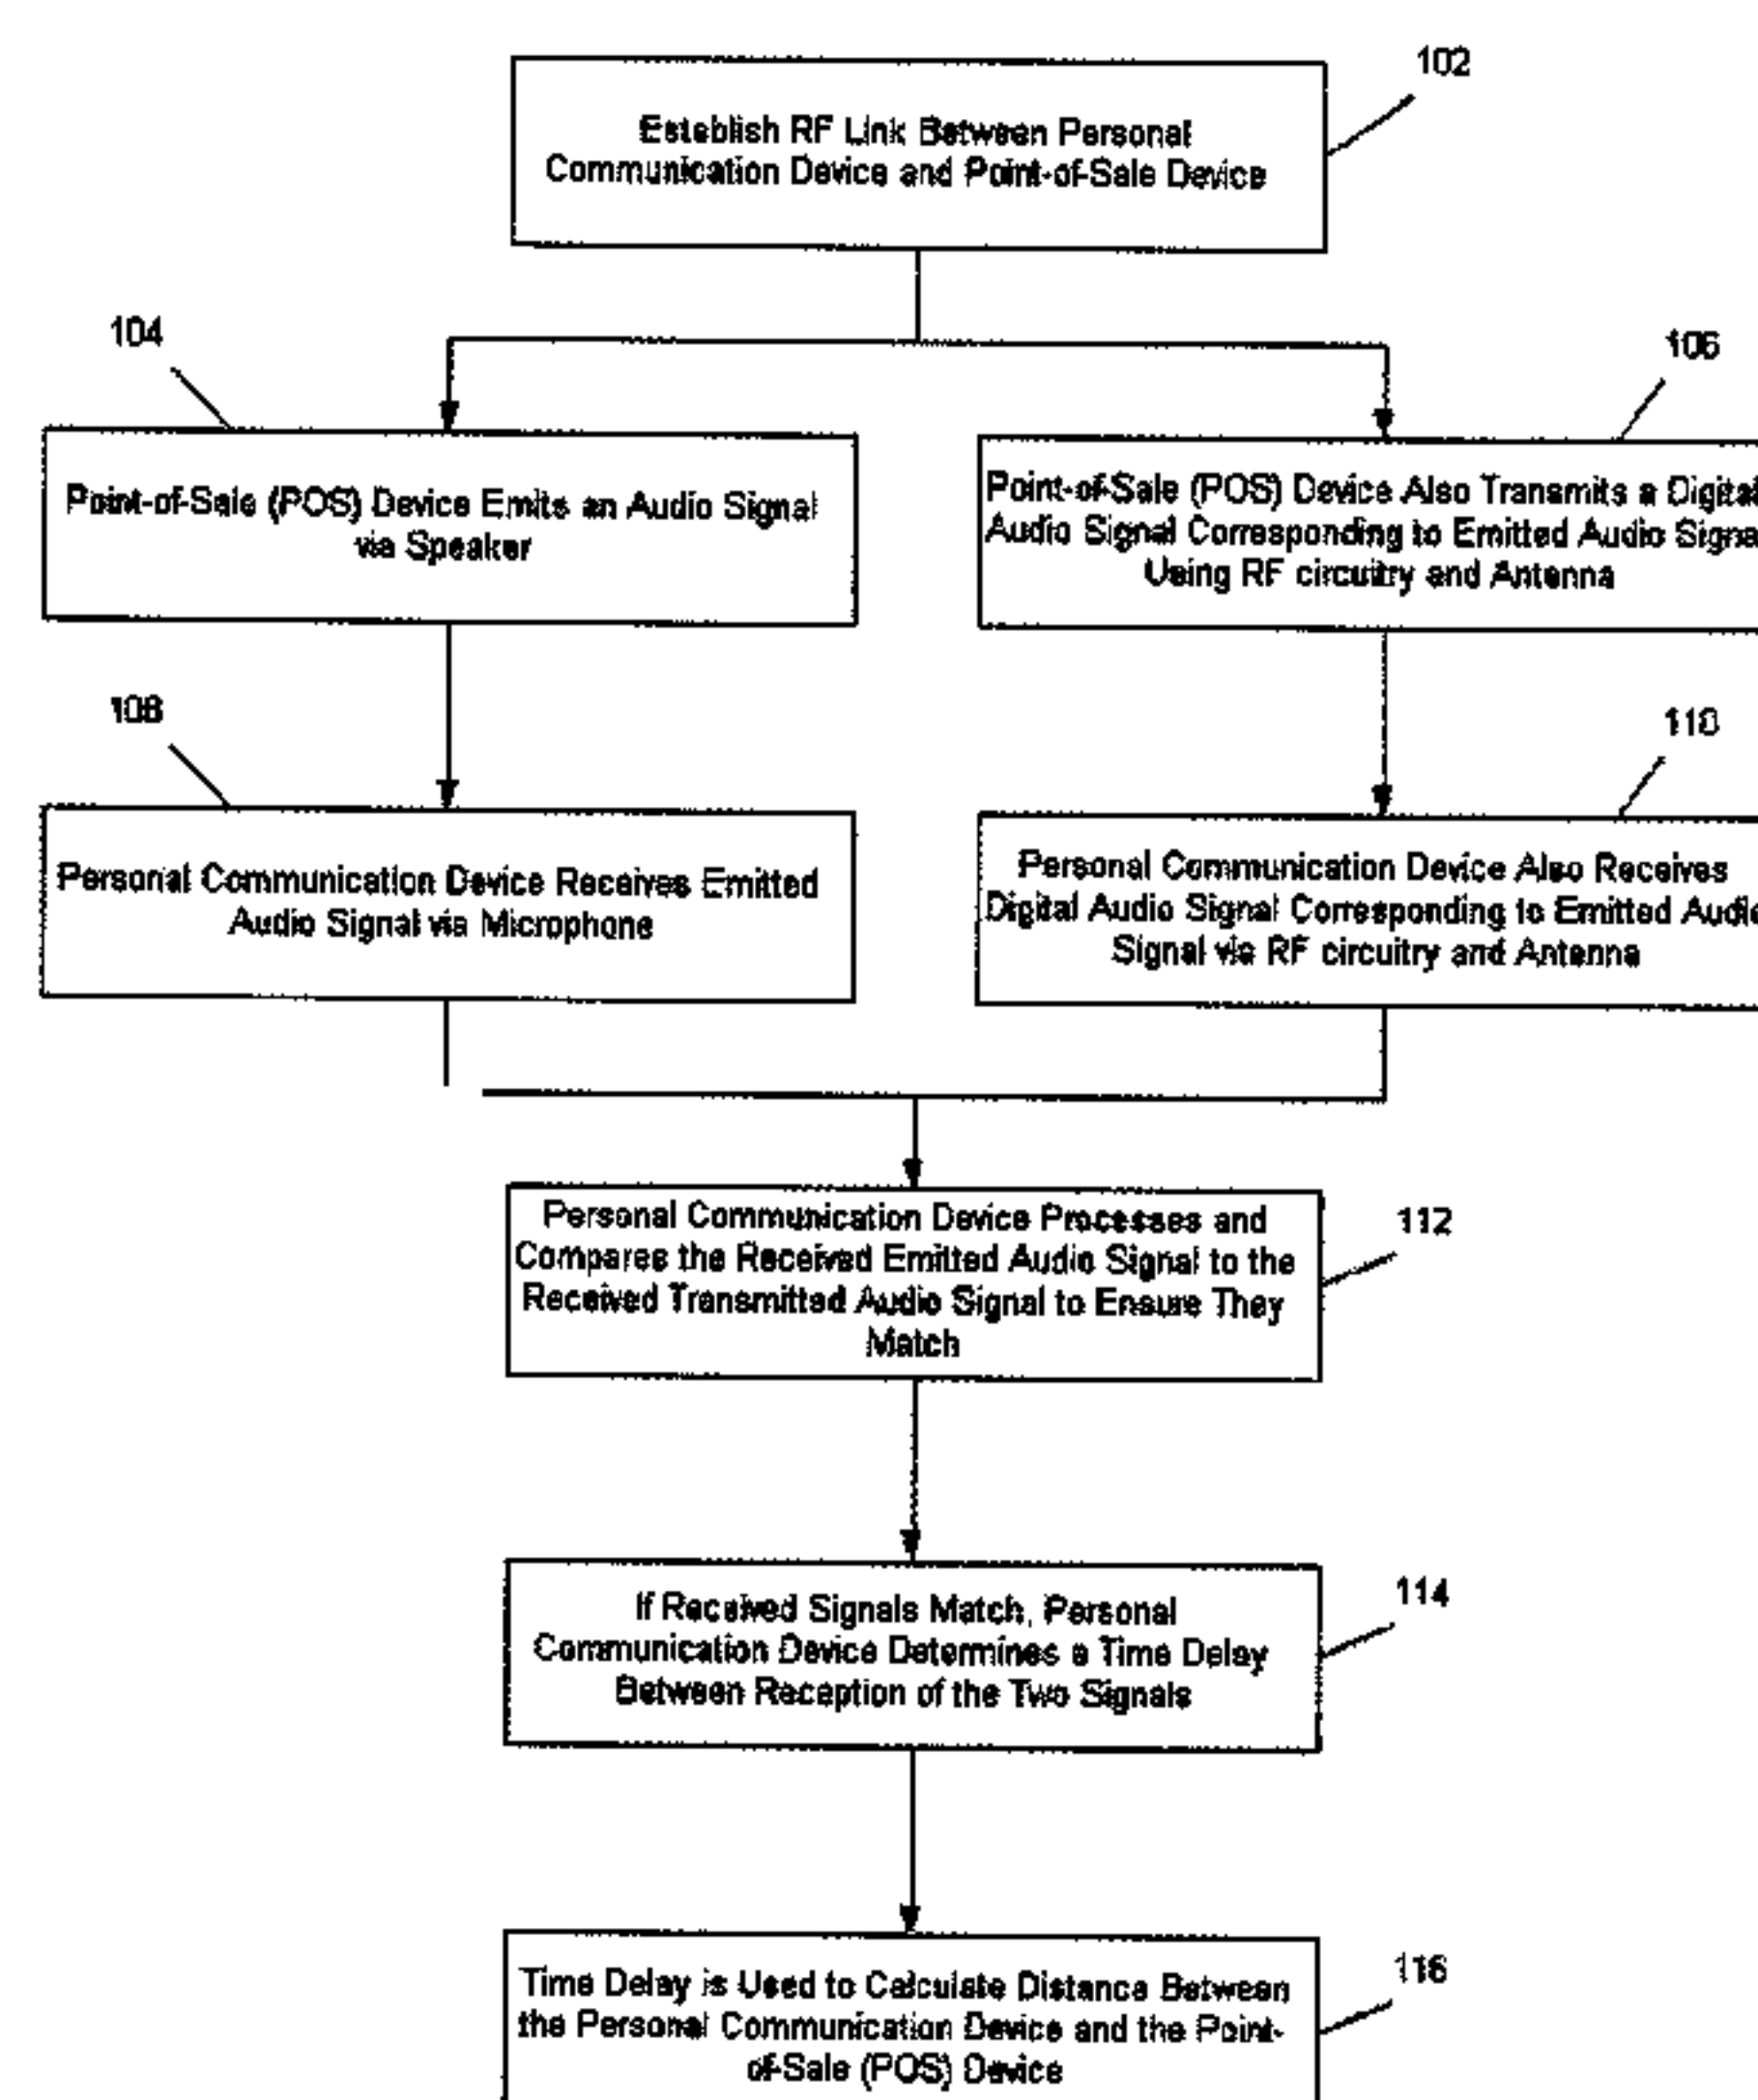 102
Establish RF Link Between Personal
Communication Device and Point-of-Sale Device
104
106
Point-of-Sale (POS) Device Emits an Audio Signal
via Speaker
Point-of-Sale (POS) Device Also Transmits a Digital
Audio Signal Corresponding to Emitted Audio Signa
Using RF circuitry and Antenna
108
110
Personal Communication Device Receives Emitted
Audio Signal via Microphone
Personal Communication Device Also Receives
Digital Audio Signal Corresponding to Emitted Audio
Signal via RF circuitry and Antenna
Personal Communication Device Processes and
Compares the Received Emitted Audio Signal to the
Received Transmitted Audio Signal to Ensure They
Match
112
If Received Signals Match, Personal
Communication Device Determines a Time Delay
Between Reception of the Two Signals
114
Time Delay is Used to Calculate Distance Between
the Personal Communication Device and the Point-
of-Sale (POS) Device
116